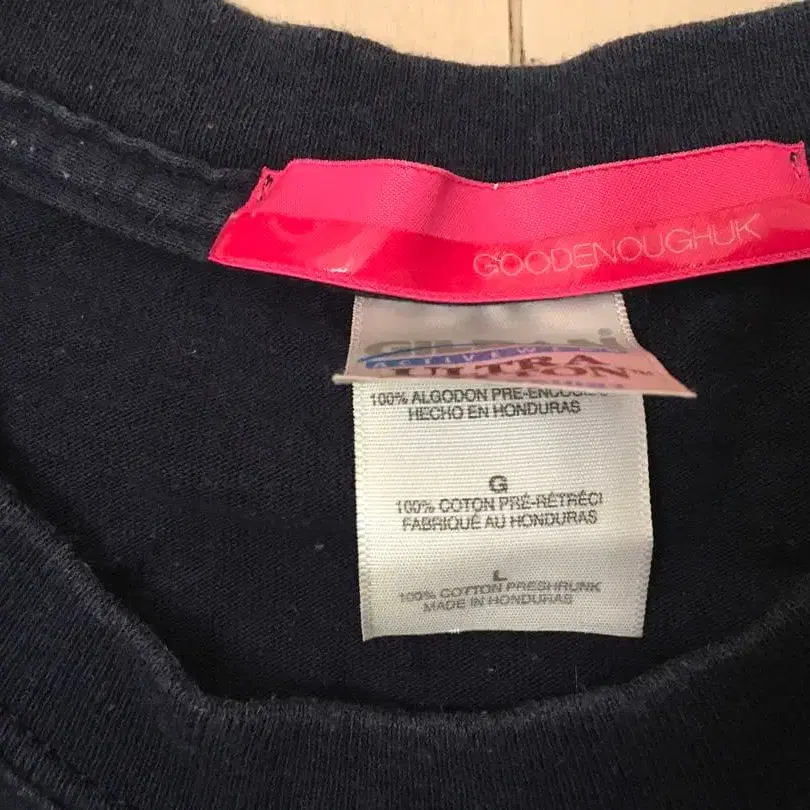 GOODENOUGHUK
GILDAN
ACTIVEWEAR
ULTRA
COTTON™
100% ALGODON PRE-ENCOGIDO
HECHO EN HONDURAS
G
100% COTON PRÉ-RÉTRÉCI
FABRIQUÉ AU HONDURAS
L
100% COTTON PRESHRUNK
MADE IN HONDURAS